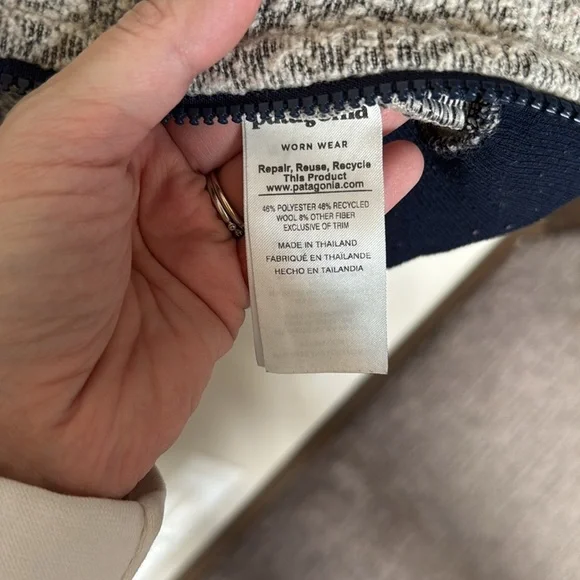 patagonia
WORN WEAR
Repair, Reuse, Recycle
This Product
www.patagonia.com
46% POLYESTER 46% RECYCLED
WOOL 8% OTHER FIBER
EXCLUSIVE OF TRIM
MADE IN THAILAND
FABRIQUÉ EN THAÏLANDE
HECHO EN TAILANDIA